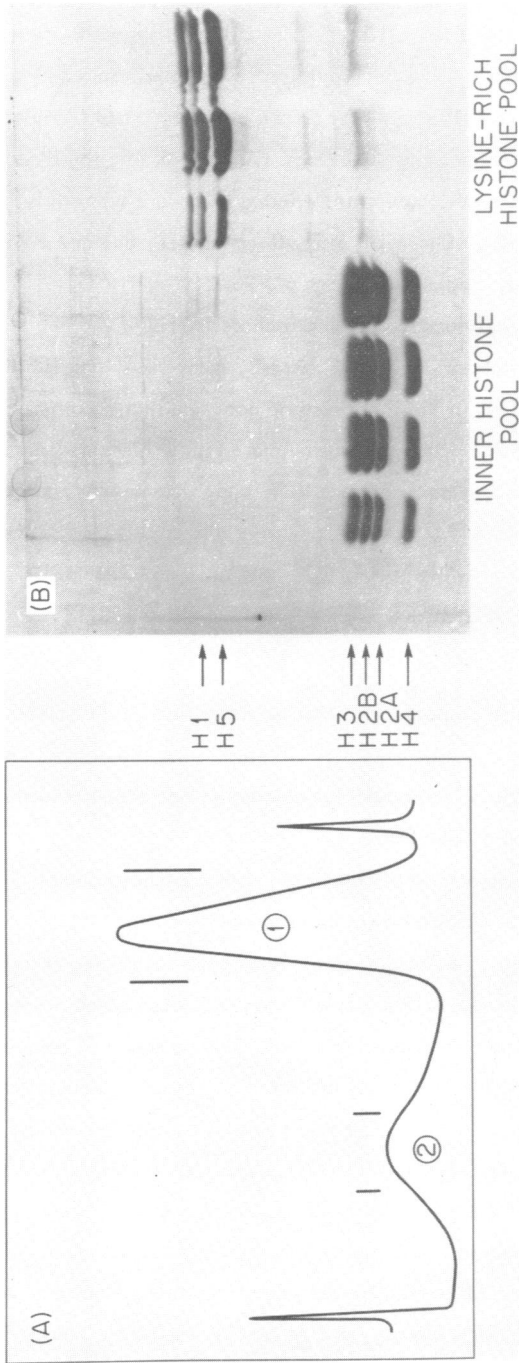 (A)
①
②
(B)
H1
H5
H3
H2B
H2A
H4
INNER HISTONE
POOL
LYSINE-RICH
HISTONE POOL